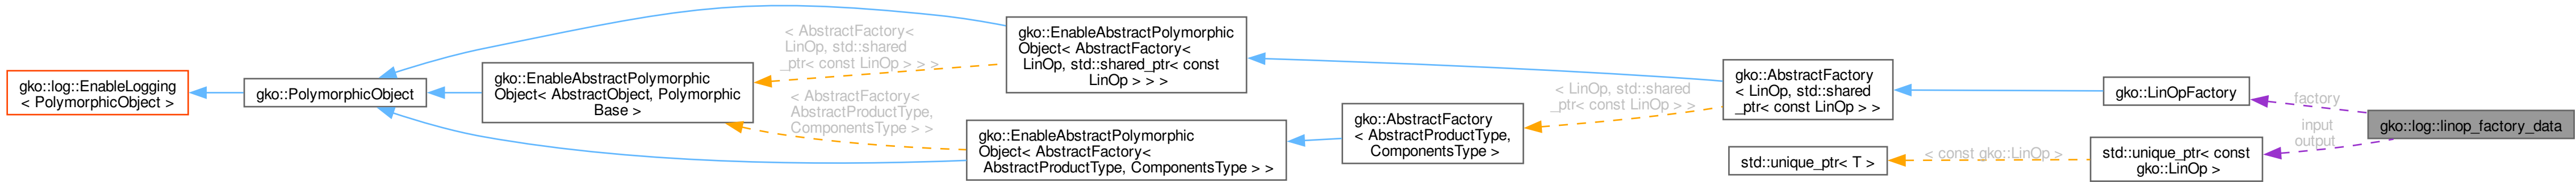 gko::log::EnableLogging
< PolymorphicObject >
gko::PolymorphicObject
gko::EnableAbstractPolymorphic
Object< AbstractObject, Polymorphic
Base >
< AbstractFactory<
LinOp, std::shared
_ptr< const LinOp > > >
< AbstractFactory<
AbstractProductType,
ComponentsType > >
gko::EnableAbstractPolymorphic
Object< AbstractFactory<
LinOp, std::shared_ptr< const
LinOp > > >
gko::EnableAbstractPolymorphic
Object< AbstractFactory<
AbstractProductType, ComponentsType > >
gko::AbstractFactory
< AbstractProductType,
ComponentsType >
< LinOp, std::shared
_ptr< const LinOp > >
gko::AbstractFactory
< LinOp, std::shared
_ptr< const LinOp > >
std::unique_ptr< T >
< const gko::LinOp >
gko::LinOpFactory
std::unique_ptr< const
gko::LinOp >
factory
input
output
gko::log::linop_factory_data